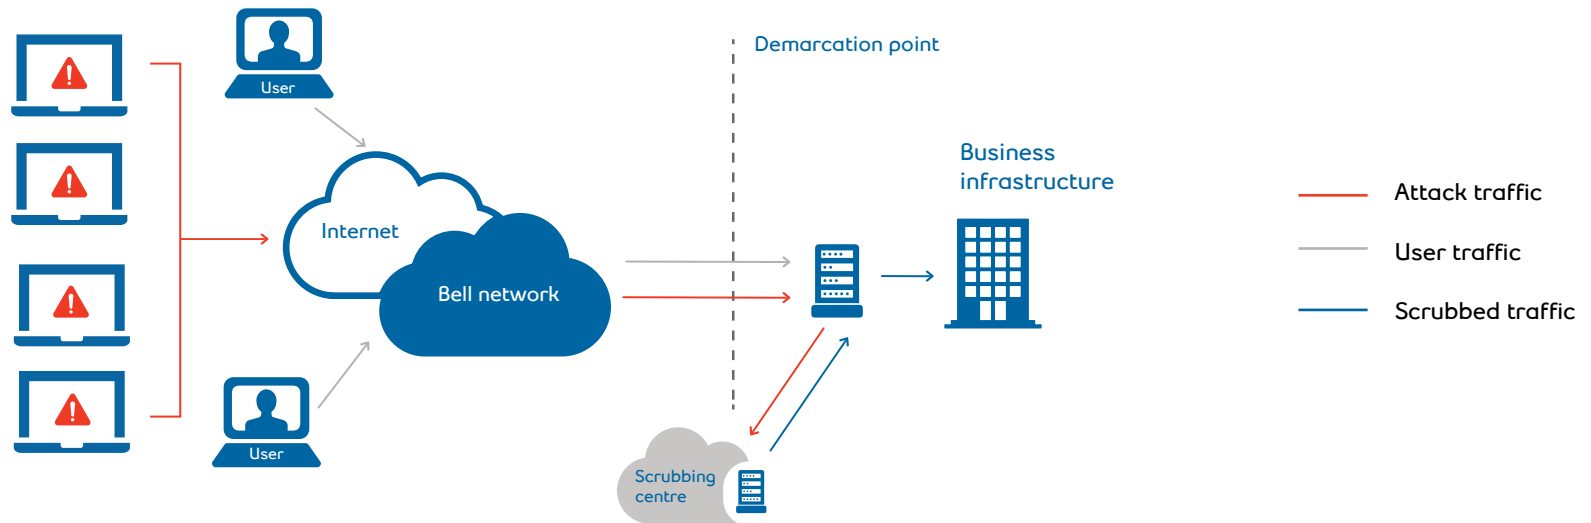 User
Demarcation point
Internet
Bell network
Business
infrastructure
User
Scrubbing
centre
Attack traffic
User traffic
Scrubbed traffic